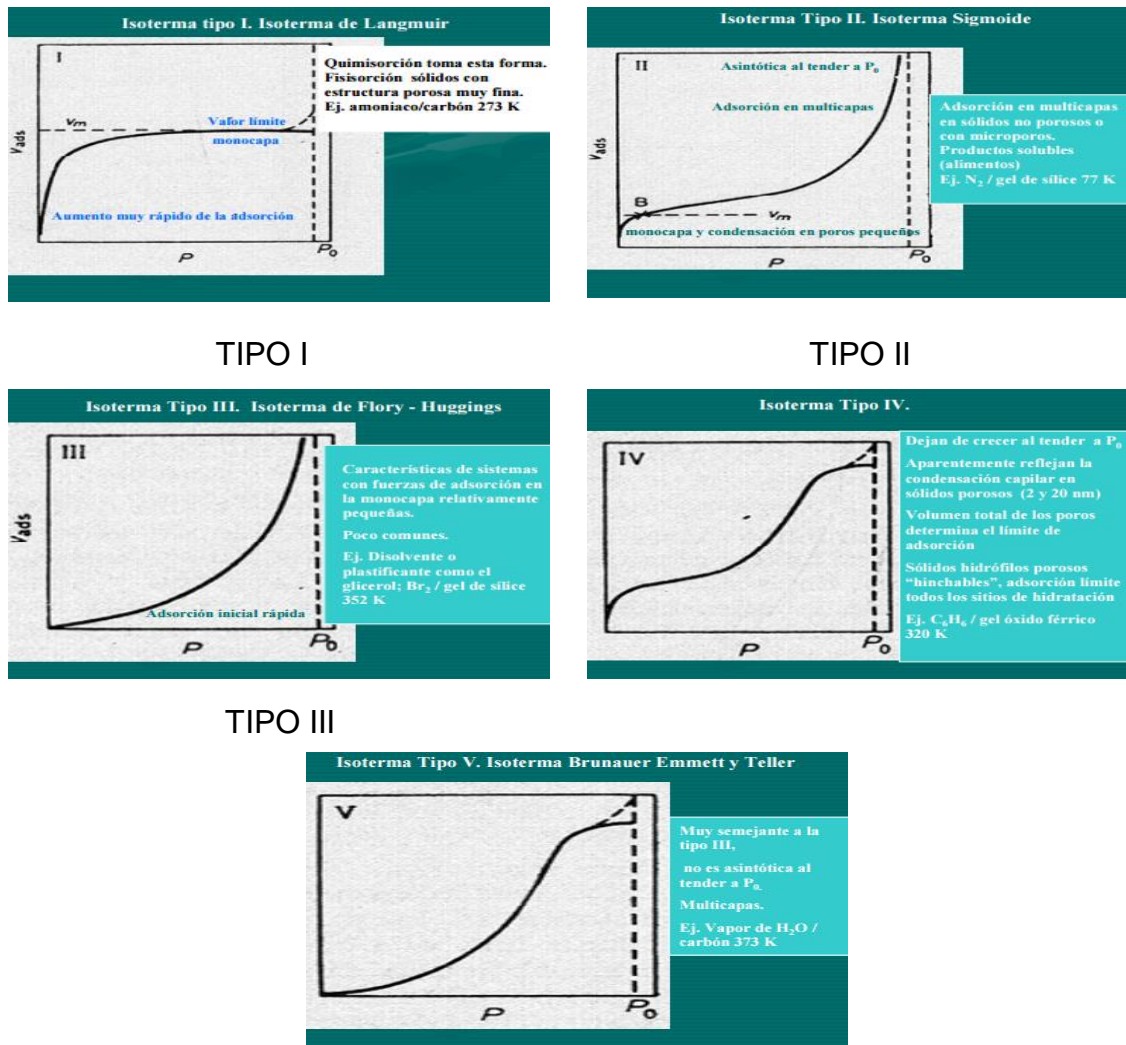 Isoterma tipo I. Isoterma de Langmuir
I
Quimisorción toma esta forma.
Fisisorción sólidos con
estructura porosa muy fina.
Ej. amoniaco/carbón 273 K
Vm
Valor límite
monocapa
Vads
Aumento muy rápido de la adsorción
P
P₀
TIPO I
Isoterma Tipo II. Isoterma Sigmoide
II
Asintótica al tender a P₀
Adsorción en multicapas
Adsorción en multicapas
en sólidos no porosos o
con microporos.
Productos solubles
(alimentos)
Ej. N₂ / gel de sílice 77 K
Vads
B
Vm
monocapa y condensación en poros pequeños
P
P₀
TIPO II
Isoterma Tipo III. Isoterma de Flory - Huggings
III
Características de sistemas
con fuerzas de adsorción en
la monocapa relativamente
pequeñas.
Poco comunes.
Ej. Disolvente o
plastificante como el
glicerol; Br₂ / gel de sílice
352 K
Vads
Adsorción inicial rápida
P
P₀
TIPO III
Isoterma Tipo IV.
IV
Dejan de crecer al tender a P₀
Aparentemente reflejan la
condensación capilar en
sólidos porosos (2 y 20 nm)
Volumen total de los poros
determina el límite de
adsorción
Sólidos hidrófilos porosos
“hinchables”, adsorción límite
todos los sitios de hidratación
Ej. C₆H₆ / gel óxido férrico
320 K
P
P₀
Isoterma Tipo V. Isoterma Brunauer Emmett y Teller
V
Muy semejante a la
tipo III,
no es asintótica al
tender a P₀.
Multicapas.
Ej. Vapor de H₂O /
carbón 373 K
P
P₀